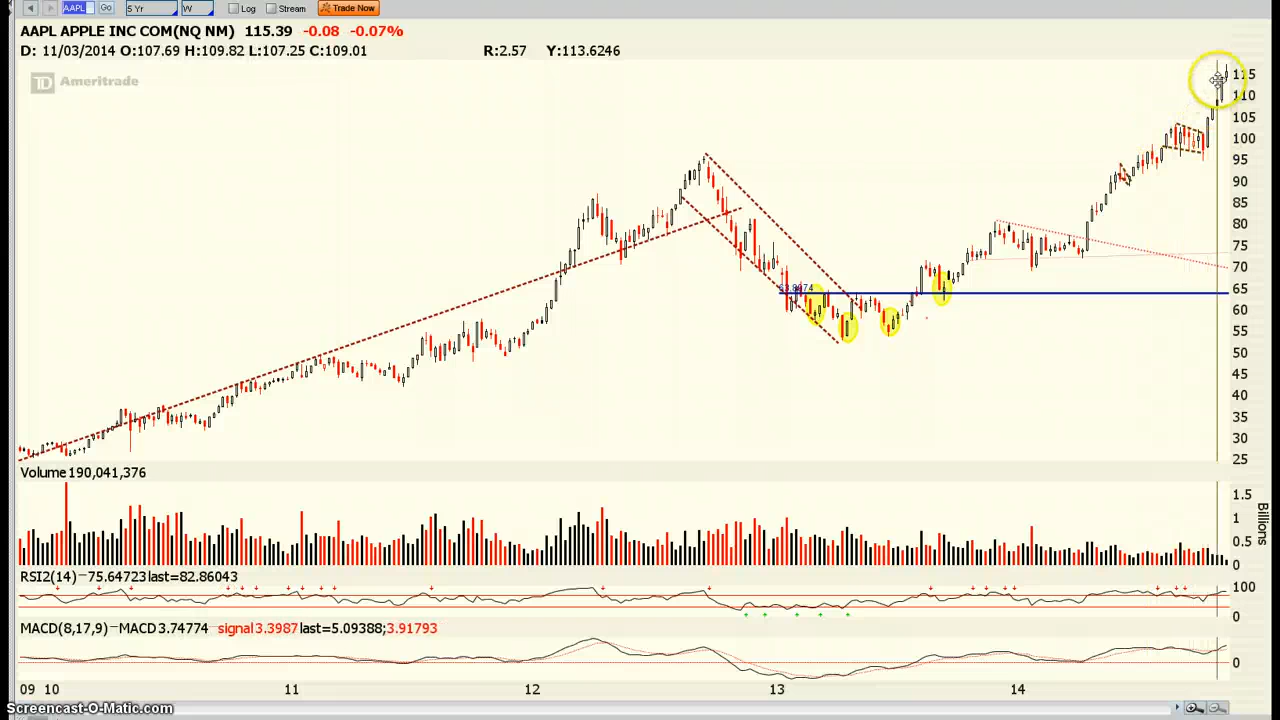 AAPL Go 5 Yr W Log Stream Trade Now
AAPL APPLE INC COM(NQ NM) 115.39 -0.08 -0.07%
D: 11/03/2014 O:107.69 H:109.82 L:107.25 C:109.01 R:2.57 Y:113.6246
TD Ameritrade
115
110
105
100
95
90
85
80
75
70
65
60
55
50
45
40
35
30
25
Volume 190,041,376
1.5
1
0.5
0
Billions
RSI2(14) −75.64723 last=82.86043
100
0
MACD(8,17,9) −MACD 3.74774 signal 3.3987 last=5.09388;3.91793
0
09 10 11 12 13 14
Screencast-O-Matic.com